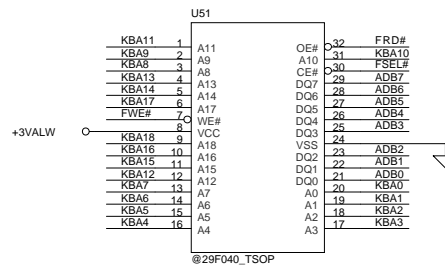 U51
KBA11 1 A11 OE# 32 FRD#
KBA9 2 A9 A10 31 KBA10
KBA8 3 A8 CE# 30 FSEL#
KBA13 4 A13 DQ7 29 ADB7
KBA14 5 A14 DQ6 28 ADB6
KBA17 6 A17 DQ5 27 ADB5
FWE# 7 WE# DQ4 26 ADB4
+3VALW 8 VCC DQ3 25 ADB3
KBA18 9 A18 VSS 24
KBA16 10 A16 DQ2 23 ADB2
KBA15 11 A15 DQ1 22 ADB1
KBA12 12 A12 DQ0 21 ADB0
KBA7 13 A7 A0 20 KBA0
KBA6 14 A6 A1 19 KBA1
KBA5 15 A5 A2 18 KBA2
KBA4 16 A4 A3 17 KBA3
@29F040_TSOP